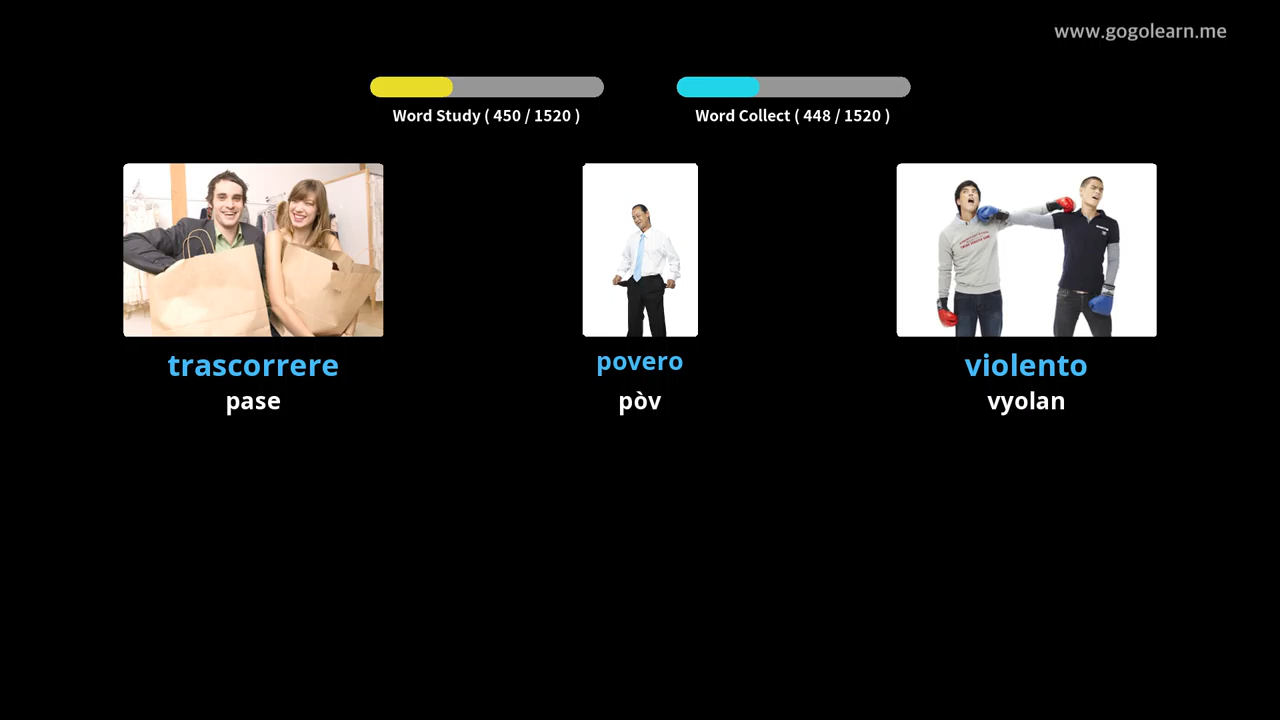 www.gogolearn.me
Word Study ( 450 / 1520 )
Word Collect ( 448 / 1520 )
trascorrere
povero
violento
pase
pòv
vyolan